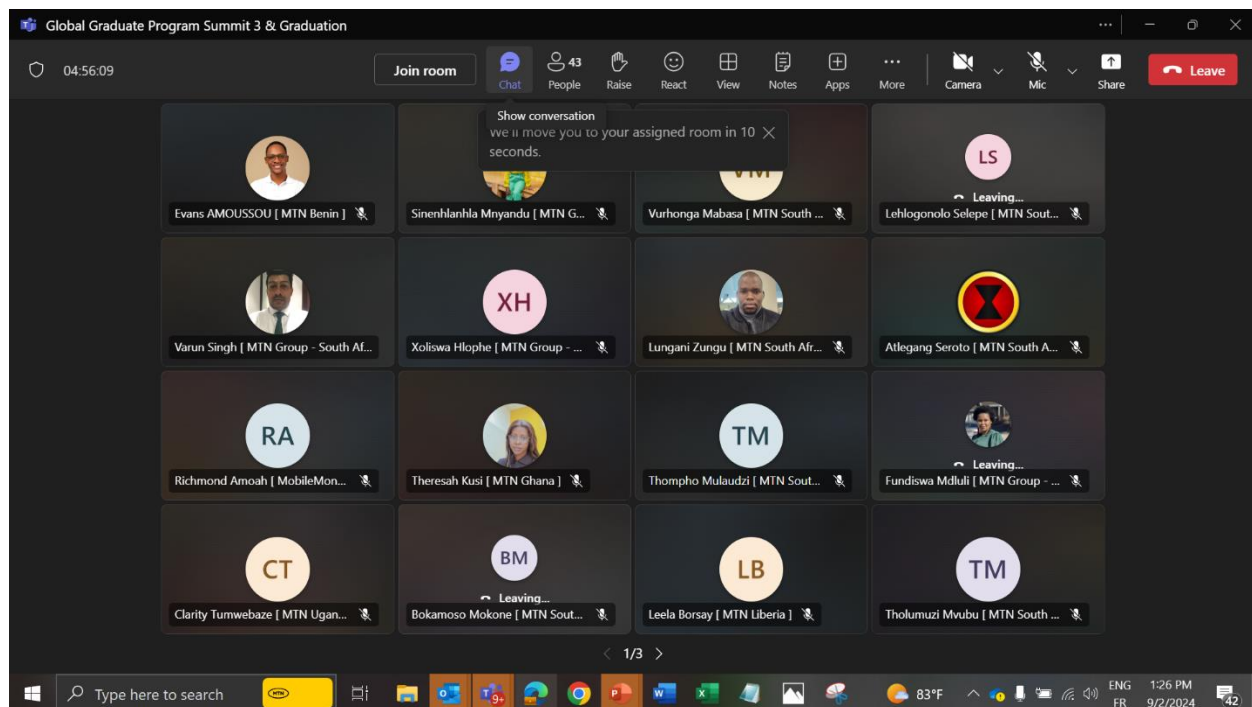 Global Graduate Program Summit 3 & Graduation
04:56:09
Join room
Chat
43
People
Raise
React
View
Notes
Apps
More
Camera
Mic
Share
Leave
Show conversation
We'll move you to your assigned room in 10
seconds.
Evans AMOUSSOU [ MTN Benin ]
Sinenhlanhla Mnyandu [ MTN G...
VM
Vurhonga Mabasa [ MTN South ...
LS
Leaving...
Lehlogonolo Selepe [ MTN Sout...
Varun Singh [ MTN Group - South Af...
XH
Xoliswa Hlophe [ MTN Group - ...
Lungani Zungu [ MTN South Afr...
Atlegang Seroto [ MTN South A...
RA
Richmond Amoah [ MobileMon...
Theresah Kusi [ MTN Ghana ]
TM
Thompho Mulaudzi [ MTN Sout...
Leaving...
Fundiswa Mdluli [ MTN Group - ...
CT
Clarity Tumwebaze [ MTN Ugan...
BM
Leaving...
Bokamoso Mokone [ MTN Sout...
LB
Leela Borsay [ MTN Liberia ]
TM
Tholumuzi Mvubu [ MTN South ...
1/3
Type here to search
MTN
9+
83°F
ENG
FR
1:26 PM
9/2/2024
42